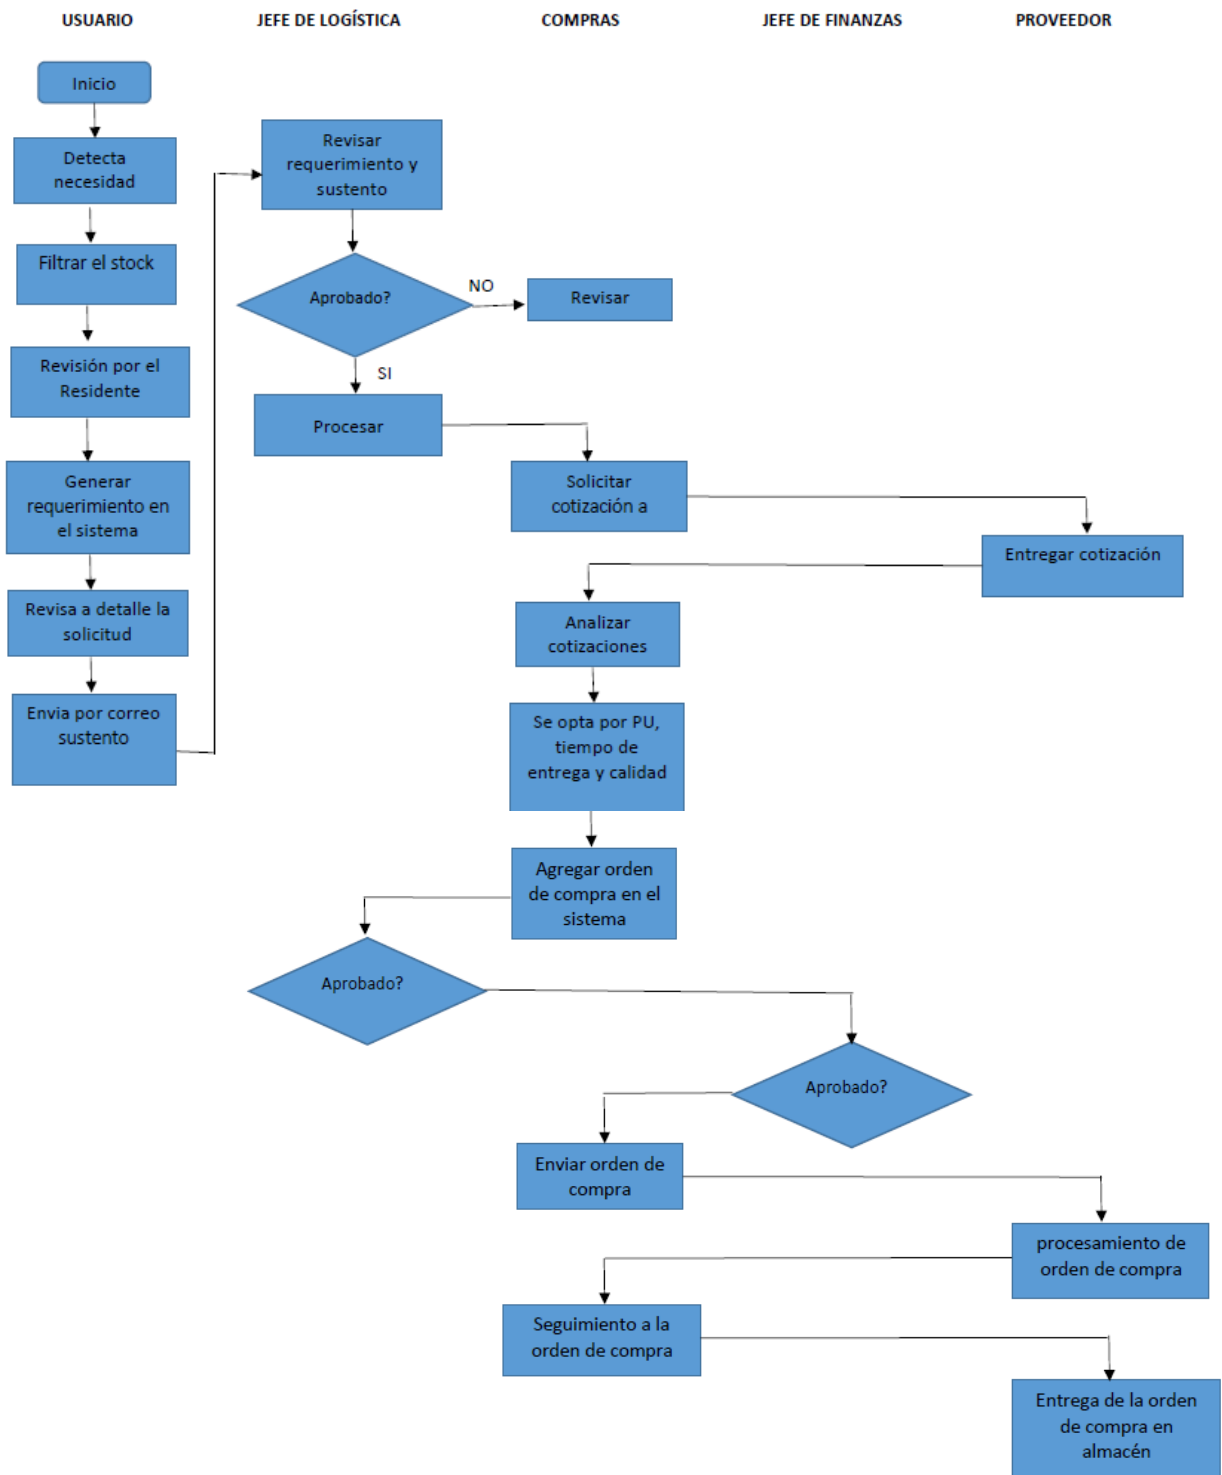 USUARIO
JEFE DE LOGÍSTICA
COMPRAS
JEFE DE FINANZAS
PROVEEDOR
Inicio
Detecta
necesidad
Filtrar el stock
Revisión por el
Residente
Generar
requerimiento en
el sistema
Revisa a detalle la
solicitud
Envia por correo
sustento
Revisar
requerimiento y
sustento
Aprobado?
NO
Revisar
SI
Procesar
Solicitar
cotización a
Entregar cotización
Analizar
cotizaciones
Se opta por PU,
tiempo de
entrega y calidad
Agregar orden
de compra en el
sistema
Aprobado?
Aprobado?
Enviar orden de
compra
procesamiento de
orden de compra
Seguimiento a la
orden de compra
Entrega de la orden
de compra en
almacén